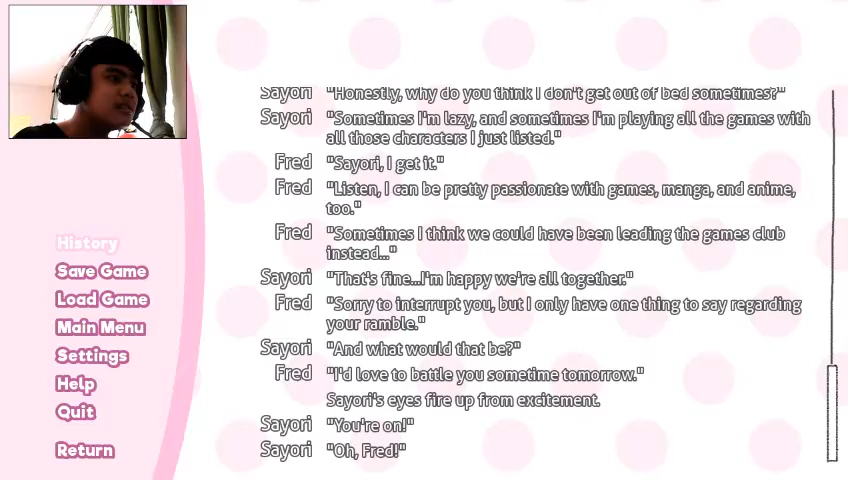 Sayori "Honestly, why do you think I don't get out of bed sometimes?"
Sayori "Sometimes I'm lazy, and sometimes I'm playing all the games with
all those characters I just listed."
Fred "Sayori, I get it."
Fred "Listen, I can be pretty passionate with games, manga, and anime,
too."
Fred "Sometimes I think we could have been leading the games club
instead..."
Sayori "That's fine...I'm happy we're all together."
Fred "Sorry to interrupt you, but I only have one thing to say regarding
your ramble."
Sayori "And what would that be?"
Fred "I'd love to battle you sometime tomorrow."
Sayori's eyes fire up from excitement.
Sayori "You're on!"
Sayori "Oh, Fred!"
History
Save Game
Load Game
Main Menu
Settings
Help
Quit
Return